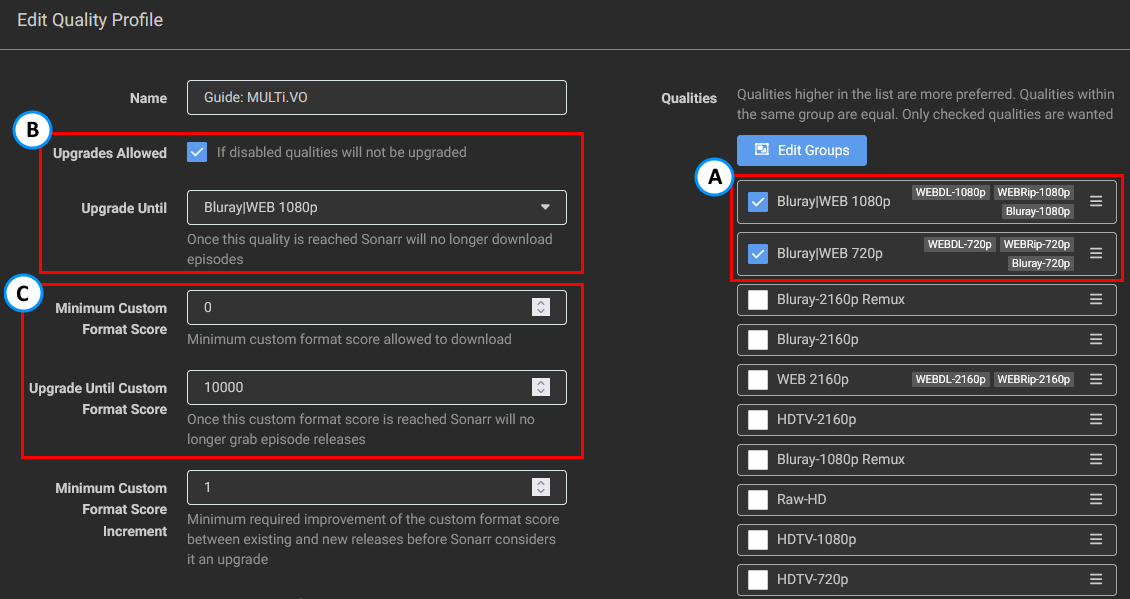 Edit Quality Profile
Name
Guide: MULTi.VO
B
Upgrades Allowed
If disabled qualities will not be upgraded
Upgrade Until
Bluray|WEB 1080p
Once this quality is reached Sonarr will no longer download
episodes
C
Minimum Custom
Format Score
0
Minimum custom format score allowed to download
Upgrade Until Custom
Format Score
10000
Once this custom format score is reached Sonarr will no
longer grab episode releases
Minimum Custom
Format Score
Increment
1
Minimum required improvement of the custom format score
between existing and new releases before Sonarr considers
it an upgrade
Qualities
Qualities higher in the list are more preferred. Qualities within
the same group are equal. Only checked qualities are wanted
Edit Groups
A
Bluray|WEB 1080p
WEBDL-1080p WEBRip-1080p
Bluray-1080p
Bluray|WEB 720p
WEBDL-720p WEBRip-720p
Bluray-720p
Bluray-2160p Remux
Bluray-2160p
WEB 2160p
WEBDL-2160p WEBRip-2160p
HDTV-2160p
Bluray-1080p Remux
Raw-HD
HDTV-1080p
HDTV-720p